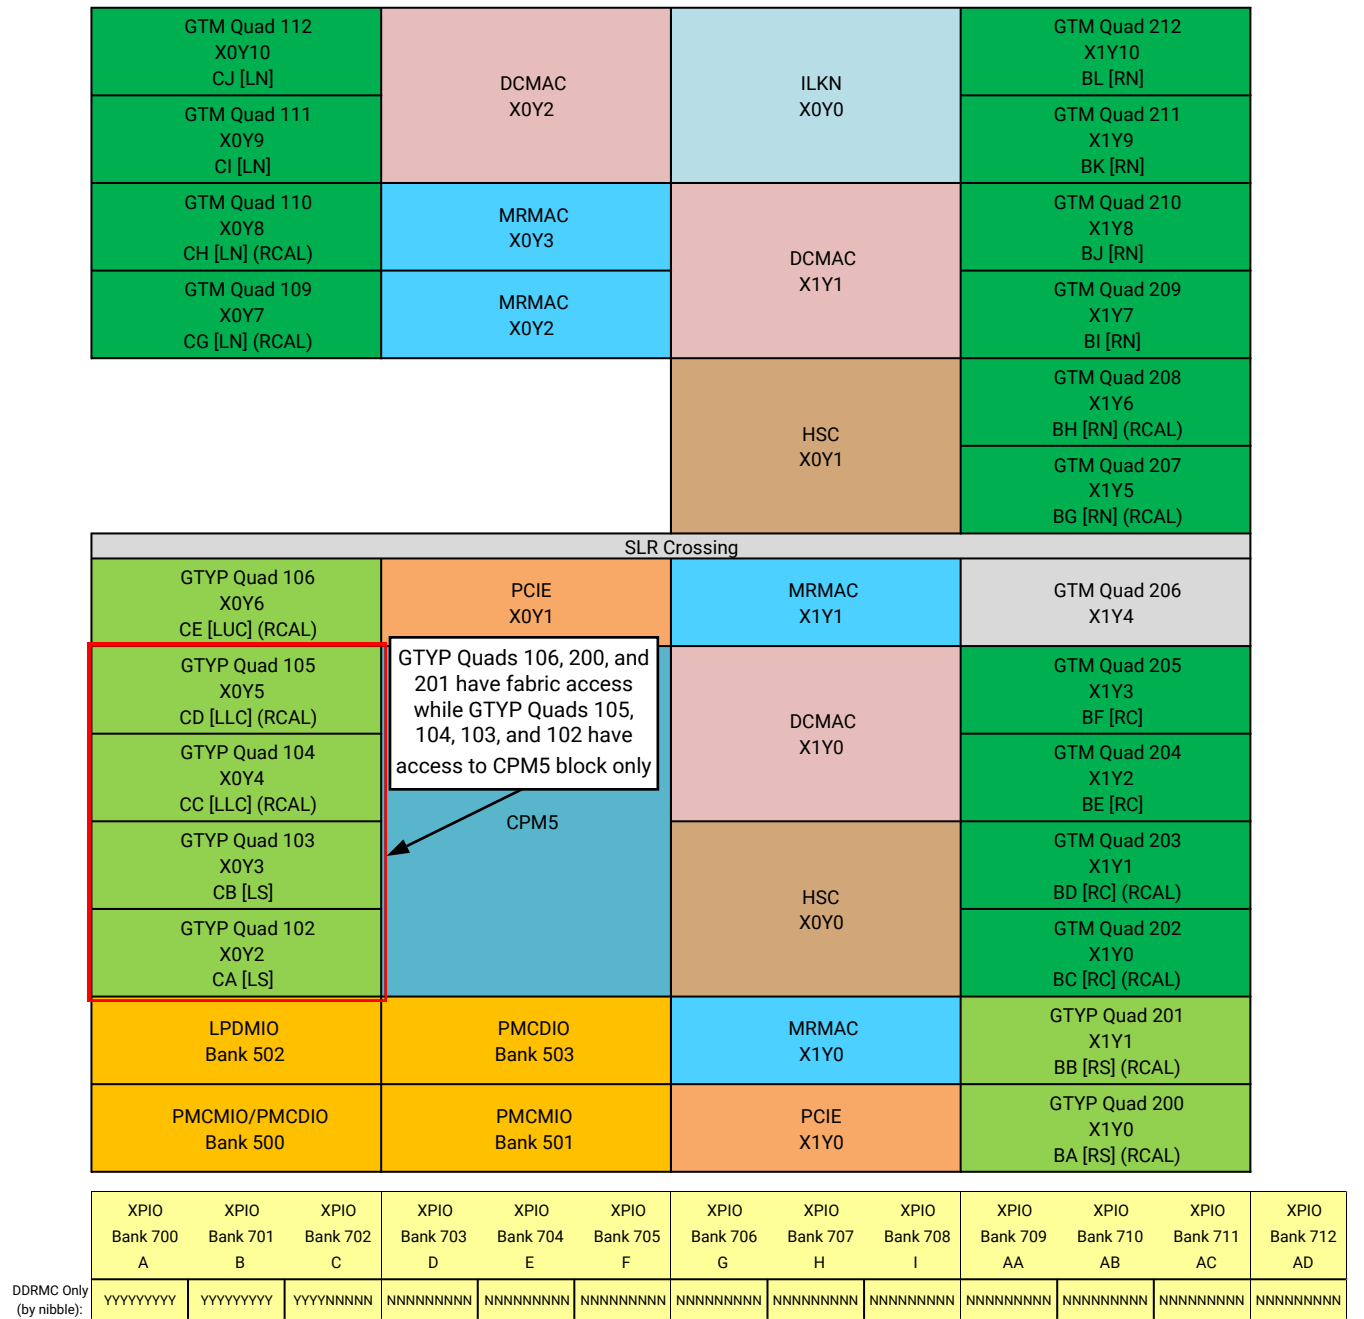 GTM Quad 112
X0Y10
CJ [LN]
DCMAC
X0Y2
ILKN
X0Y0
GTM Quad 212
X1Y10
BL [RN]
GTM Quad 111
X0Y9
CI [LN]
GTM Quad 211
X1Y9
BK [RN]
GTM Quad 110
X0Y8
CH [LN] (RCAL)
MRMAC
X0Y3
DCMAC
X1Y1
GTM Quad 210
X1Y8
BJ [RN]
GTM Quad 109
X0Y7
CG [LN] (RCAL)
MRMAC
X0Y2
GTM Quad 209
X1Y7
BI [RN]
HSC
X0Y1
GTM Quad 208
X1Y6
BH [RN] (RCAL)
GTM Quad 207
X1Y5
BG [RN] (RCAL)
SLR Crossing
GTYP Quad 106
X0Y6
CE [LUC] (RCAL)
PCIE
X0Y1
MRMAC
X1Y1
GTM Quad 206
X1Y4
GTYP Quad 105
X0Y5
CD [LLC] (RCAL)
GTYP Quads 106, 200, and
201 have fabric access
while GTYP Quads 105,
104, 103, and 102 have
access to CPM5 block only
CPM5
DCMAC
X1Y0
GTM Quad 205
X1Y3
BF [RC]
GTYP Quad 104
X0Y4
CC [LLC] (RCAL)
GTM Quad 204
X1Y2
BE [RC]
GTYP Quad 103
X0Y3
CB [LS]
HSC
X0Y0
GTM Quad 203
X1Y1
BD [RC] (RCAL)
GTYP Quad 102
X0Y2
CA [LS]
GTM Quad 202
X1Y0
BC [RC] (RCAL)
LPDMIO
Bank 502
PMCDIO
Bank 503
MRMAC
X1Y0
GTYP Quad 201
X1Y1
BB [RS] (RCAL)
PMCMIO/PMCDIO
Bank 500
PMCMIO
Bank 501
PCIE
X1Y0
GTYP Quad 200
X1Y0
BA [RS] (RCAL)
XPIO
Bank 700
A
XPIO
Bank 701
B
XPIO
Bank 702
C
XPIO
Bank 703
D
XPIO
Bank 704
E
XPIO
Bank 705
F
XPIO
Bank 706
G
XPIO
Bank 707
H
XPIO
Bank 708
I
XPIO
Bank 709
AA
XPIO
Bank 710
AB
XPIO
Bank 711
AC
XPIO
Bank 712
AD
DDRMC Only
(by nibble):
YYYYYYYYY
YYYYYYYYY
YYYYNNNNN
NNNNNNNNN
NNNNNNNNN
NNNNNNNNN
NNNNNNNNN
NNNNNNNNN
NNNNNNNNN
NNNNNNNNN
NNNNNNNNN
NNNNNNNNN
NNNNNNNNN